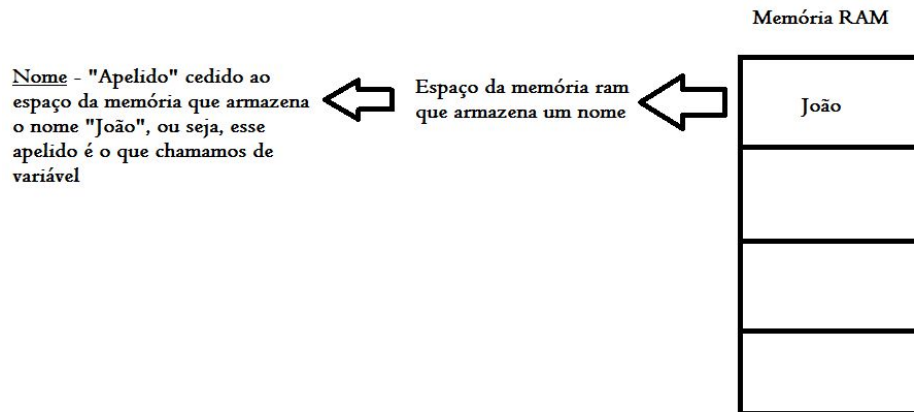 Memória RAM
Nome - "Apelido" cedido ao
espaço da memória que armazena
o nome "João", ou seja, esse
apelido é o que chamamos de
variável
Espaço da memória ram
que armazena um nome
João